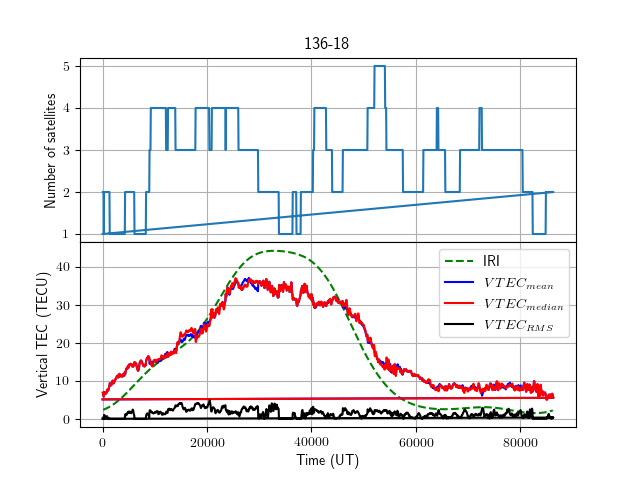 136-18
5
4
3
2
1
Number of satellites
40
30
20
10
0
Vertical TEC (TECU)
IRI
VTEC_mean
VTEC_median
VTEC_RMS
0 20000 40000 60000 80000
Time (UT)